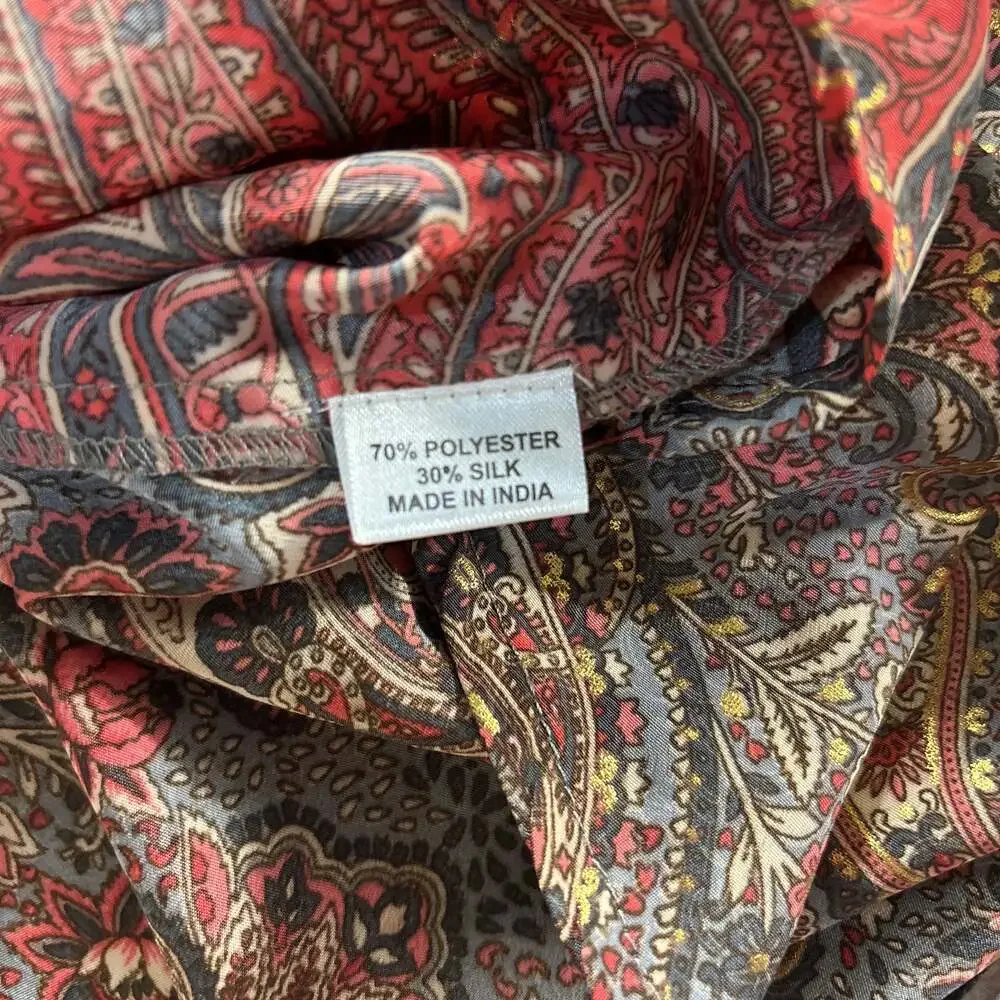 70% POLYESTER
30% SILK
MADE IN INDIA